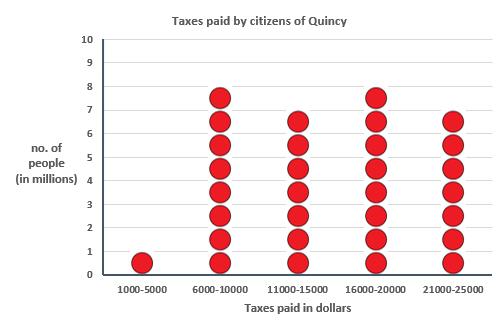 Taxes paid by citizens of Quincy
10
9
8
7
6
5
4
3
2
1
0
no. of
people
(in millions)
1000-5000 6000-10000 11000-15000 16000-20000 21000-25000
Taxes paid in dollars